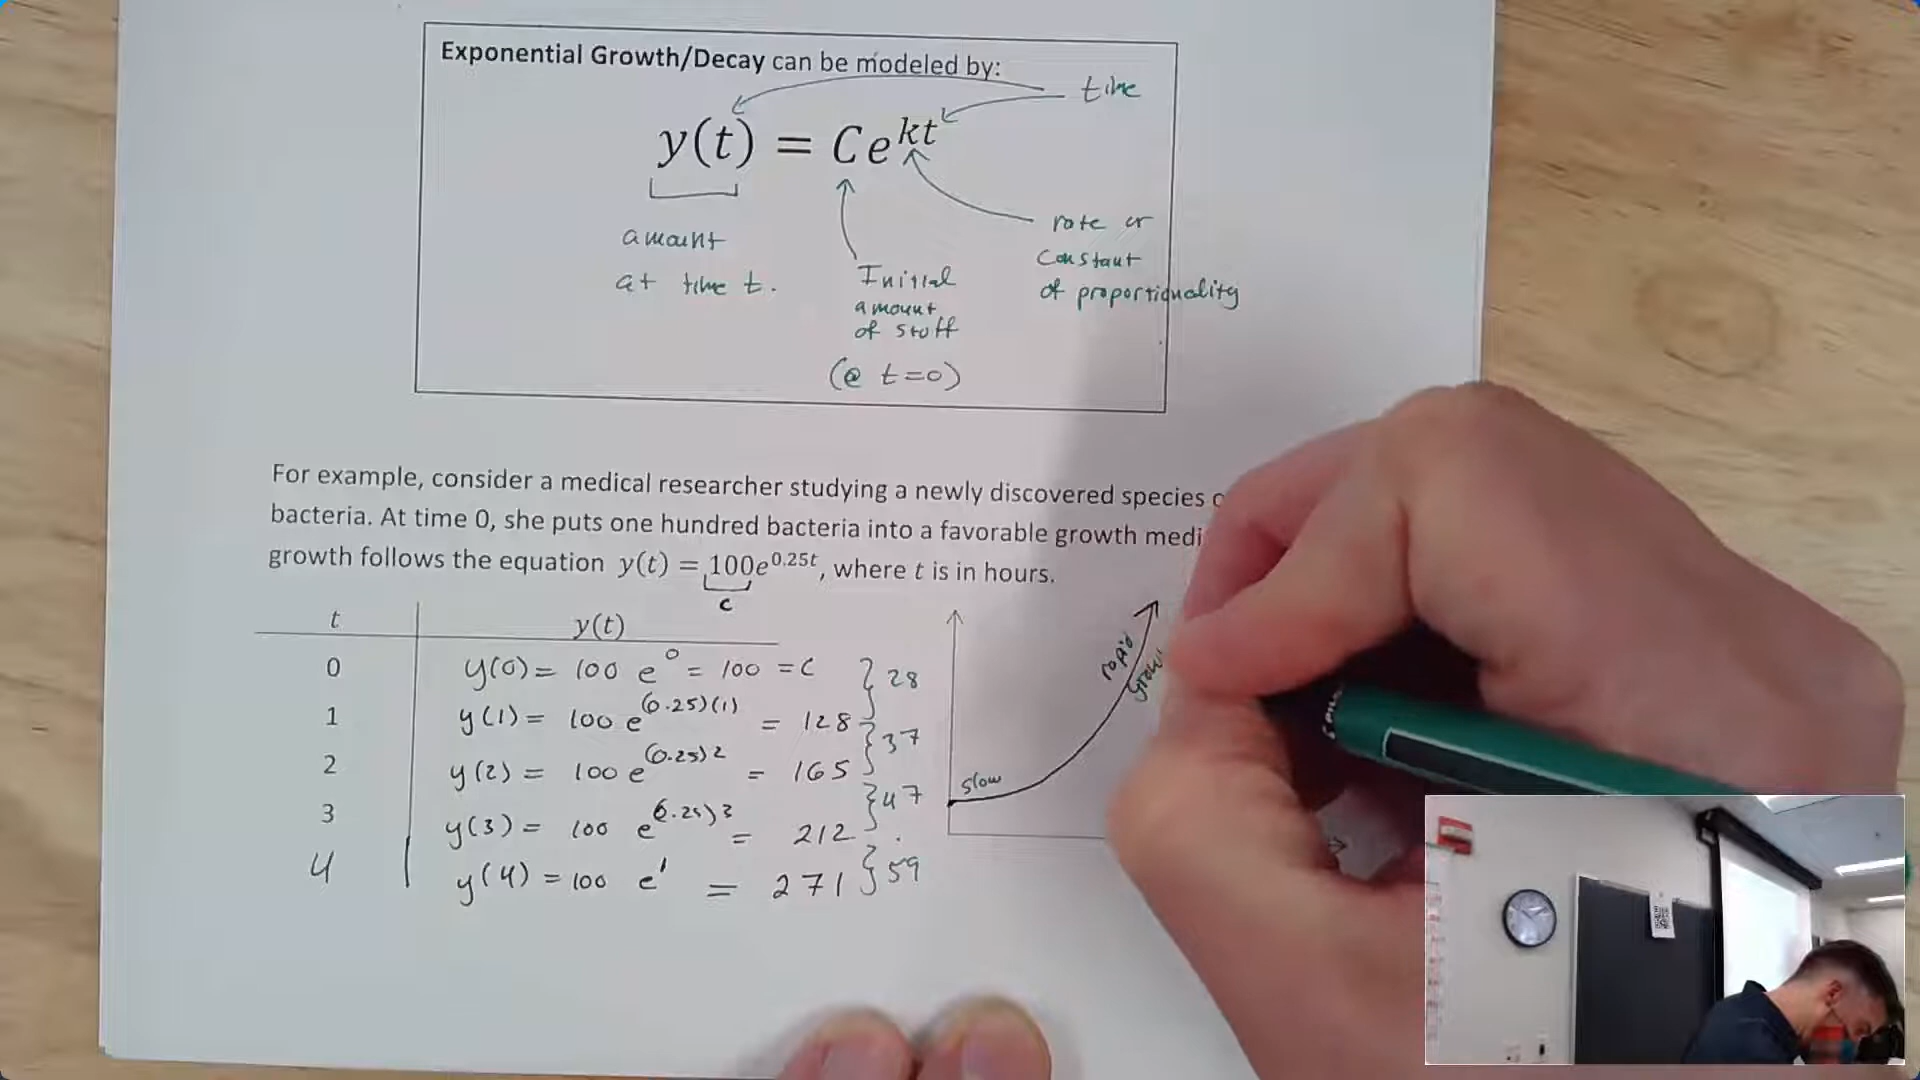 Exponential Growth/Decay can be modeled by:
time
y(t) = Ce^kt
rate or
constant
of proportionality
amount
at time t.
Initial
amount
of stuff
(@ t=0)
For example, consider a medical researcher studying a newly discovered species
bacteria. At time 0, she puts one hundred bacteria into a favorable growth medi
growth follows the equation y(t) = 100e^0.25t, where t is in hours.
c
t y(t)
0 y(0) = 100 e^0 = 100 = C } 28
1 y(1) = 100 e^(0.25)(1) = 128 } 37
2 y(2) = 100 e^(0.25)2 = 165 } 47
3 y(3) = 100 e^(0.25)3 = 212 } 59
4 y(4) = 100 e^1 = 271
slow
rapid
grow